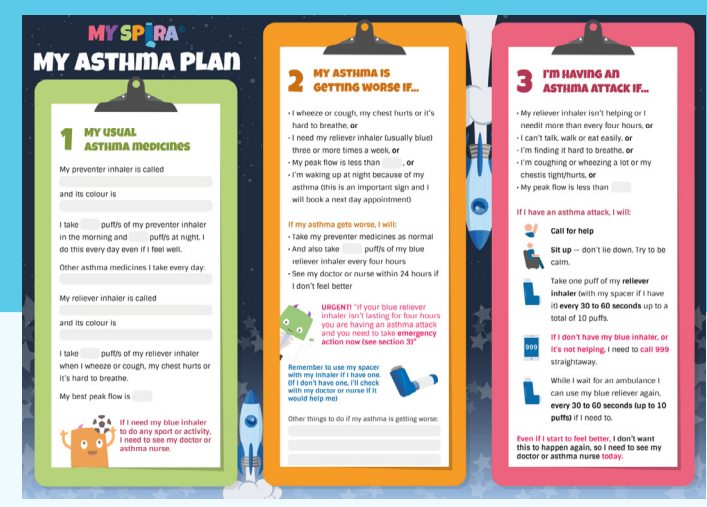 MY SPIRA®
MY ASTHMA PLAN
1 MY USUAL
ASTHMA MEDICINES
My preventer inhaler is called
and its colour is
I take puff/s of my preventer inhaler
in the morning and puff/s at night. I
do this every day even if I feel well.
Other asthma medicines I take every day:
My reliever inhaler is called
and its colour is
I take puff/s of my reliever inhaler
when I wheeze or cough, my chest hurts or
it's hard to breathe.
My best peak flow is
If I need my blue inhaler
to do any sport or activity,
I need to see my doctor or
asthma nurse.
2 MY ASTHMA IS
GETTING WORSE IF...
• I wheeze or cough, my chest hurts or it's
hard to breathe, or
• I need my reliever inhaler (usually blue)
three or more times a week, or
• My peak flow is less than , or
• I'm waking up at night because of my
asthma (this is an important sign and I
will book a next day appointment)
If my asthma gets worse, I will:
• Take my preventer medicines as normal
• And also take puff/s of my blue
reliever inhaler every four hours
• See my doctor or nurse within 24 hours if
I don't feel better
URGENT! "If your blue reliever
inhaler isn't lasting for four hours
you are having an asthma attack
and you need to take emergency
action now (see section 3)"
Remember to use my spacer
with my inhaler if I have one.
(If I don't have one, i'll check
with my doctor or nurse if it
would help me)
Other things to do if my asthma is getting worse:
3 I'M HAVING AN
ASTHMA ATTACK IF...
• My reliever inhaler isn't helping or I
needit more than every four hours, or
• I can't talk, walk or eat easily, or
• I'm finding it hard to breathe, or
• I'm coughing or wheezing a lot or my
chestis tight/hurts, or
• My peak flow is less than
If I have an asthma attack, I will:
Call for help
Sit up — don't lie down. Try to be
calm.
Take one puff of my reliever
inhaler (with my spacer if I have
it) every 30 to 60 seconds up to a
total of 10 puffs.
999
If I don't have my blue inhaler, or
it's not helping, I need to call 999
straightaway.
While I wait for an ambulance I
can use my blue reliever again,
every 30 to 60 seconds (up to 10
puffs) if I need to.
Even if I start to feel better, I don't want
this to happen again, so I need to see my
doctor or asthma nurse today.